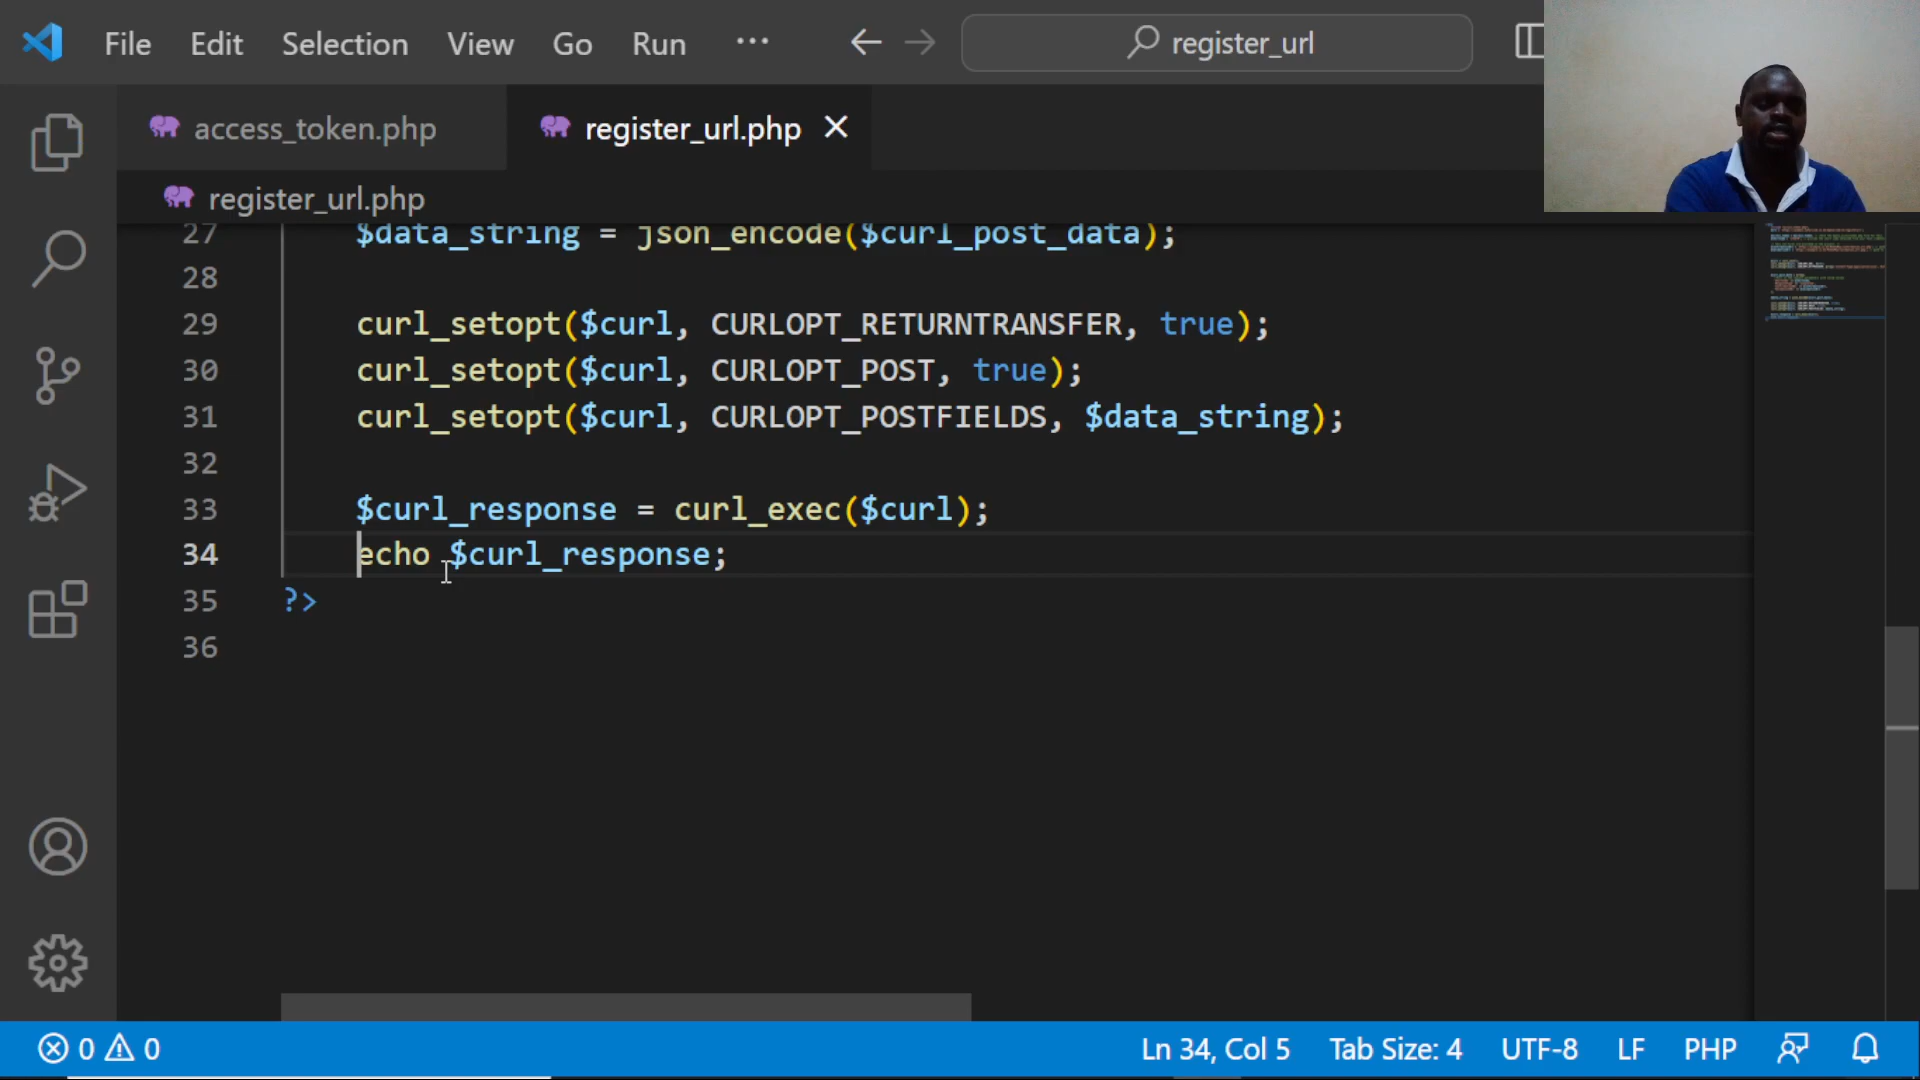 File Edit Selection View Go Run ···
register_url
access_token.php
register_url.php
register_url.php
27 $data_string = json_encode($curl_post_data);
28
29 curl_setopt($curl, CURLOPT_RETURNTRANSFER, true);
30 curl_setopt($curl, CURLOPT_POST, true);
31 curl_setopt($curl, CURLOPT_POSTFIELDS, $data_string);
32
33 $curl_response = curl_exec($curl);
34 echo $curl_response;
35 ?>
36
0 0 Ln 34, Col 5 Tab Size: 4 UTF-8 LF PHP